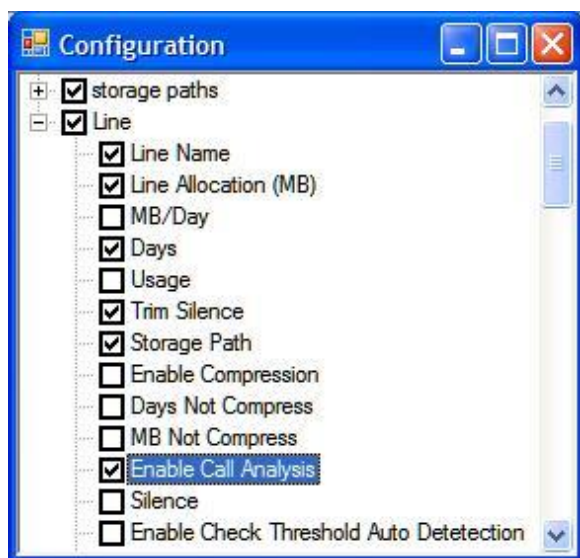 Configuration
storage paths
Line
Line Name
Line Allocation (MB)
MB/Day
Days
Usage
Trim Silence
Storage Path
Enable Compression
Days Not Compress
MB Not Compress
Enable Call Analysis
Silence
Enable Check Threshold Auto Detetection